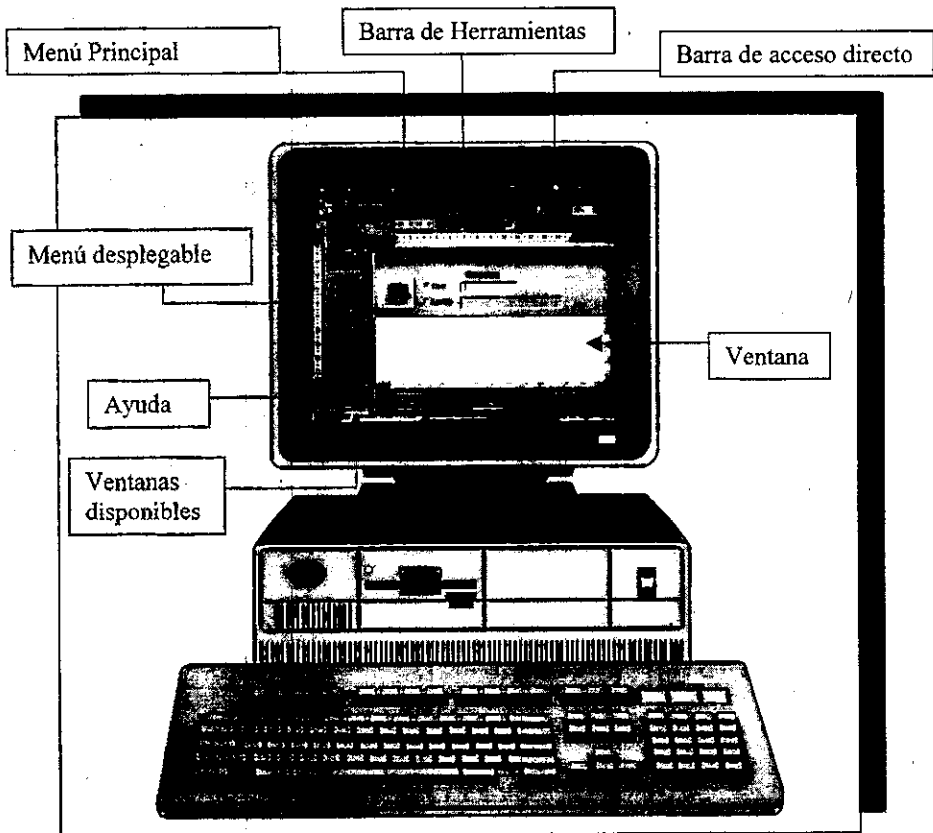 Barra de Herramientas
Menú Principal
Barra de acceso directo
Menú desplegable
Ventana
Ayuda
Ventanas
disponibles